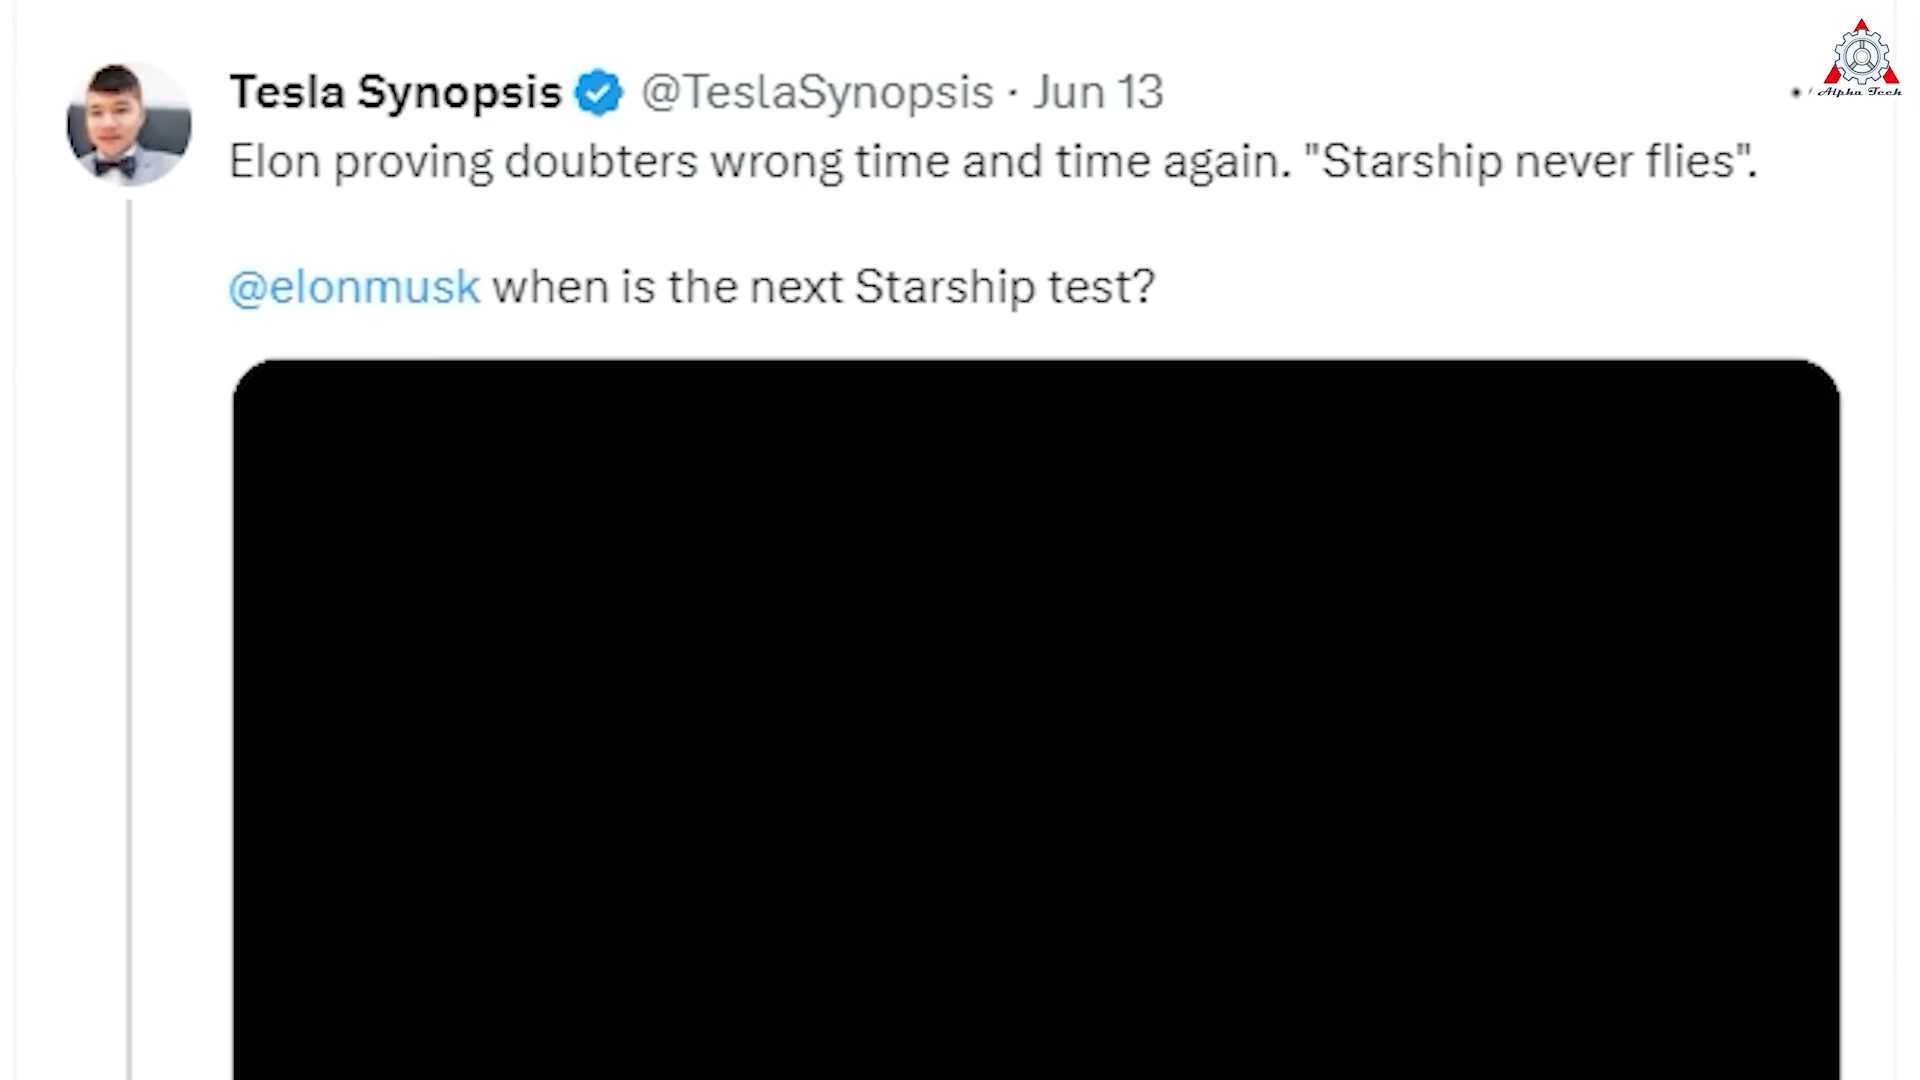 Tesla Synopsis @TeslaSynopsis · Jun 13
Elon proving doubters wrong time and time again. "Starship never flies".
@elonmusk when is the next Starship test?
Alpha Tech